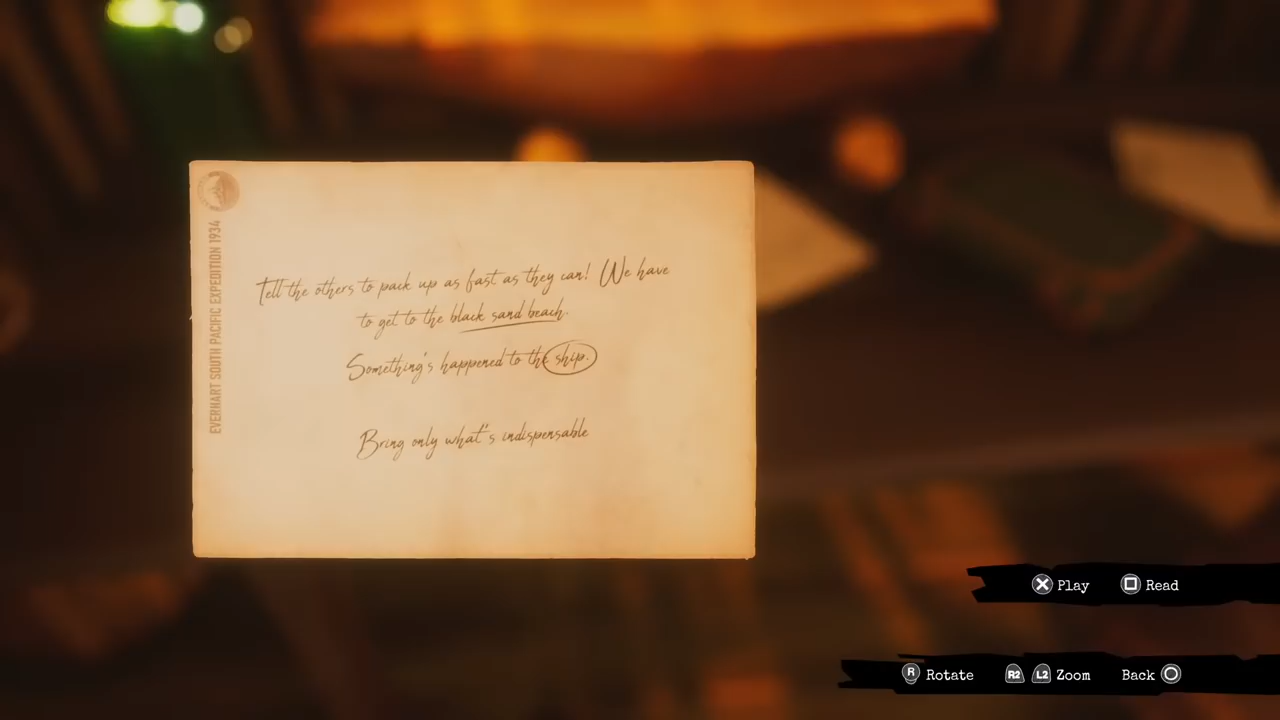 EVERHART SOUTH PACIFIC EXPEDITION 1934
Tell the others to pack up as fast as they can! We have
to get to the black sand beach.
Something's happened to the ship.
Bring only what's indispensable
Play Read
R Rotate R2 L2 Zoom Back